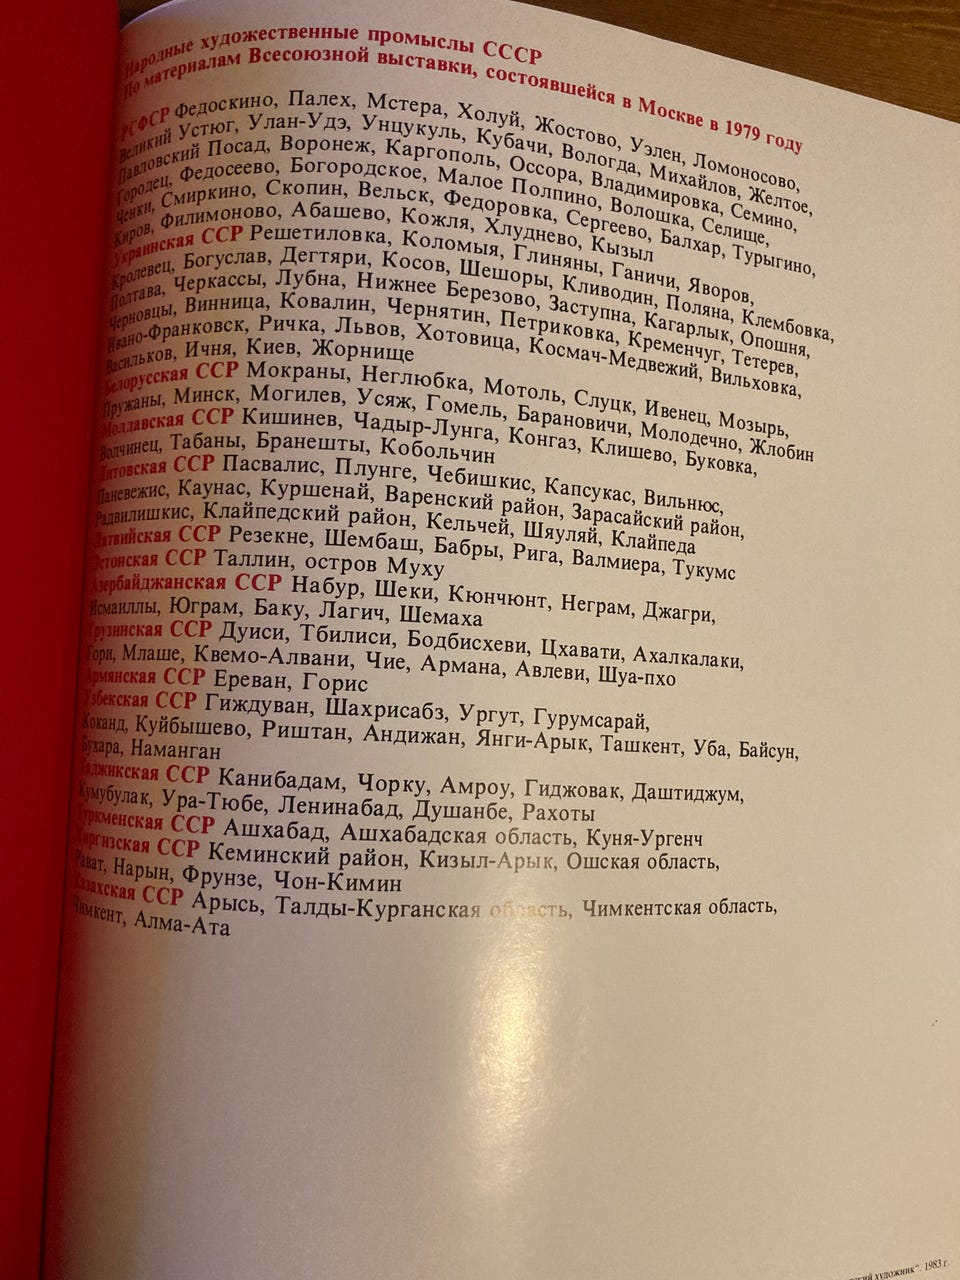 Народные художественные промыслы СССР
По материалам Всесоюзной выставки, состоявшейся в Москве в 1979 году
РСФСР Федоскино, Палех, Мстера, Холуй, Жостово, Уэлен, Ломоносово,
Великий Устюг, Улан-Удэ, Унцукуль, Кубачи, Вологда, Михайлов, Желтое,
Павловский Посад, Воронеж, Каргополь, Оссора, Владимировка, Семино,
Городец, Федосеево, Богородское, Малое Полпино, Волошка, Селище,
Ченки, Смиркино, Скопин, Вельск, Федоровка, Сергеево, Балхар, Турыгино,
Киров, Филимоново, Абашево, Кожля, Хлуднево, Кызыл
Украинская ССР Решетиловка, Коломыя, Глиняны, Ганичи, Яворов,
Кролевец, Богуслав, Дегтяри, Косов, Шешоры, Кливодин, Поляна, Клембовка,
Полтава, Черкассы, Лубна, Нижнее Березово, Заступна, Кагарлык, Опошня,
Черновцы, Винница, Ковалин, Чернятин, Петриковка, Кременчуг, Тетерев,
Ивано-Франковск, Ричка, Львов, Хотовица, Космач-Медвежий, Вильховка,
Васильков, Ичня, Киев, Жорнище
Белорусская ССР Мокраны, Неглюбка, Мотоль, Слуцк, Ивенец, Мозырь,
Пружаны, Минск, Могилев, Усяж, Гомель, Барановичи, Молодечно, Жлобин
Молдавская ССР Кишинев, Чадыр-Лунга, Конгаз, Клишево, Буковка,
Волчинец, Табаны, Бранешты, Кобольчин
Литовская ССР Пасвалис, Плунге, Чебишкис, Капсукас, Вильнюс,
Паневежис, Каунас, Куршенай, Варенский район, Зарасайский район,
Радвилишкис, Клайпедский район, Кельчей, Шяуляй, Клайпеда
Латвийская ССР Резекне, Шембаш, Бабры, Рига, Валмиера, Тукумс
Эстонская ССР Таллин, остров Муху
Азербайджанская ССР Набур, Шеки, Кюнчюнт, Неграм, Джагри,
Исмаиллы, Юграм, Баку, Лагич, Шемаха
Грузинская ССР Дуиси, Тбилиси, Бодбисхеви, Цхавати, Ахалкалаки,
Гори, Млаше, Квемо-Алвани, Чие, Армана, Авлеви, Шуа-пхо
Армянская ССР Ереван, Горис
Узбекская ССР Гиждуван, Шахрисабз, Ургут, Гурумсарай,
Коканд, Куйбышево, Риштан, Андижан, Янги-Арык, Ташкент, Уба, Байсун,
Бухара, Наманган
Таджикская ССР Канибадам, Чорку, Амроу, Гиджовак, Даштиджум,
Кумубулак, Ура-Тюбе, Ленинабад, Душанбе, Рахоты
Туркменская ССР Ашхабад, Ашхабадская область, Куня-Ургенч
Киргизская ССР Кеминский район, Кизыл-Арык, Ошская область,
Рават, Нарын, Фрунзе, Чон-Кимин
Казахская ССР Арысь, Талды-Курганская область, Чимкентская область,
Чимкент, Алма-Ата
художник". 1983 г.